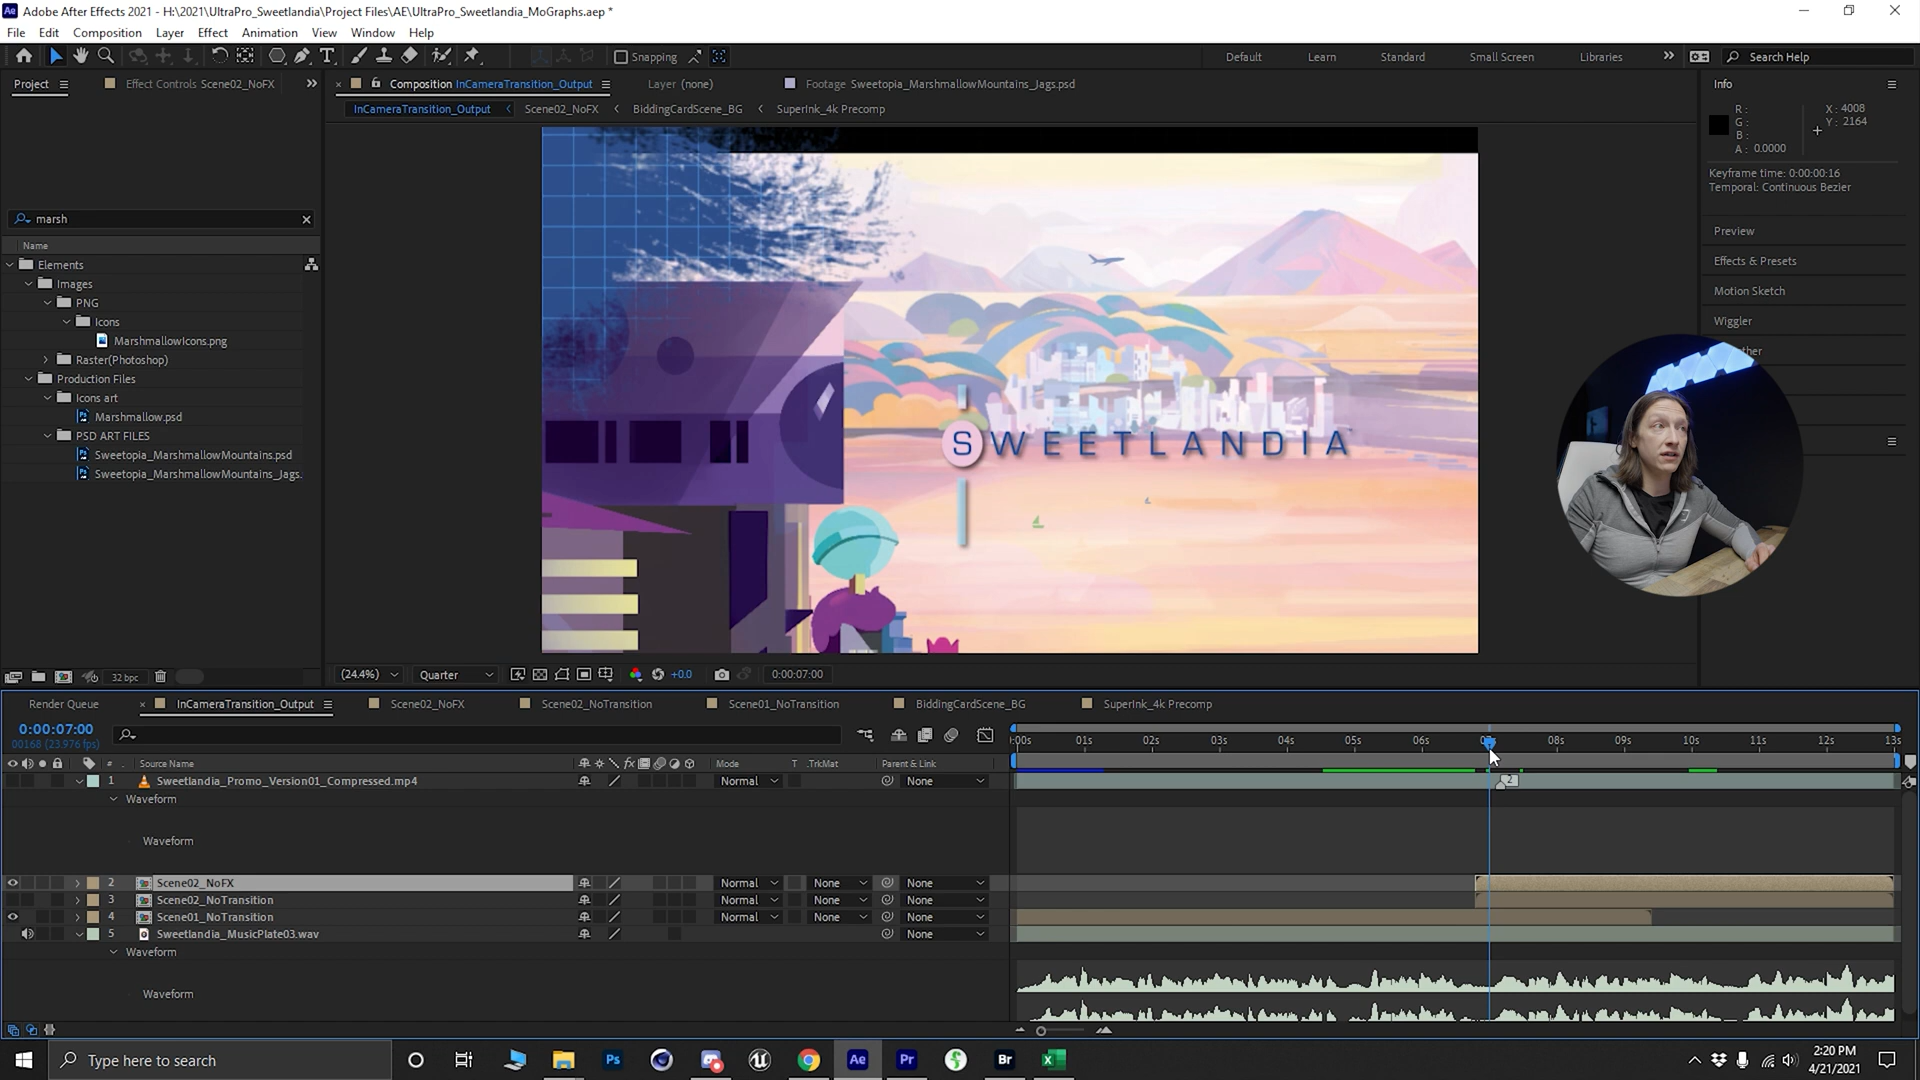 Adobe After Effects 2021 - H:\2021\UltraPro_Sweetlandia\Project Files\AE\UltraPro_Sweetlandia_MoGraphs.aep *
File Edit Composition Layer Effect Animation View Window Help
Snapping Default Learn Standard Small Screen Libraries Search Help
Project Effect Controls Scene02_NoFX Composition InCameraTransition_Output Layer (none) Footage Sweetopia_MarshmallowMountains_Jags.psd Info
InCameraTransition_Output Scene02_NoFX BiddingCardScene_BG SuperInk_4k Precomp
R:
G:
B:
A: 0.0000
X: 4008
Y: 2164
Keyframe time: 0:00:00:16
Temporal: Continuous Bezier
marsh
Name
Elements
Images
PNG
Icons
MarshmallowIcons.png
Raster(Photoshop)
Production Files
Icons art
Marshmallow.psd
PSD ART FILES
Sweetopia_MarshmallowMountains.psd
Sweetopia_MarshmallowMountains_Jags.
SWEETLANDIA
Preview
Effects & Presets
Motion Sketch
Wiggler
32 bpc
(24.4%) Quarter +0.0 0:00:07:00
Render Queue InCameraTransition_Output Scene02_NoFX Scene02_NoTransition Scene01_NoTransition BiddingCardScene_BG SuperInk_4k Precomp
0:00:07:00
00168 (23.976 fps)
:00s 01s 02s 03s 04s 05s 06s 08s 09s 10s 11s 12s 13s
# Source Name fx Mode T .TrkMat Parent & Link
1 Sweetlandia_Promo_Version01_Compressed.mp4 Normal None
2
Waveform
Waveform
2 Scene02_NoFX Normal None None
3 Scene02_NoTransition Normal None None
4 Scene01_NoTransition Normal None None
5 Sweetlandia_MusicPlate03.wav None
Waveform
Waveform
Type here to search
Ps Ae Pr Br
2:20 PM
4/21/2021